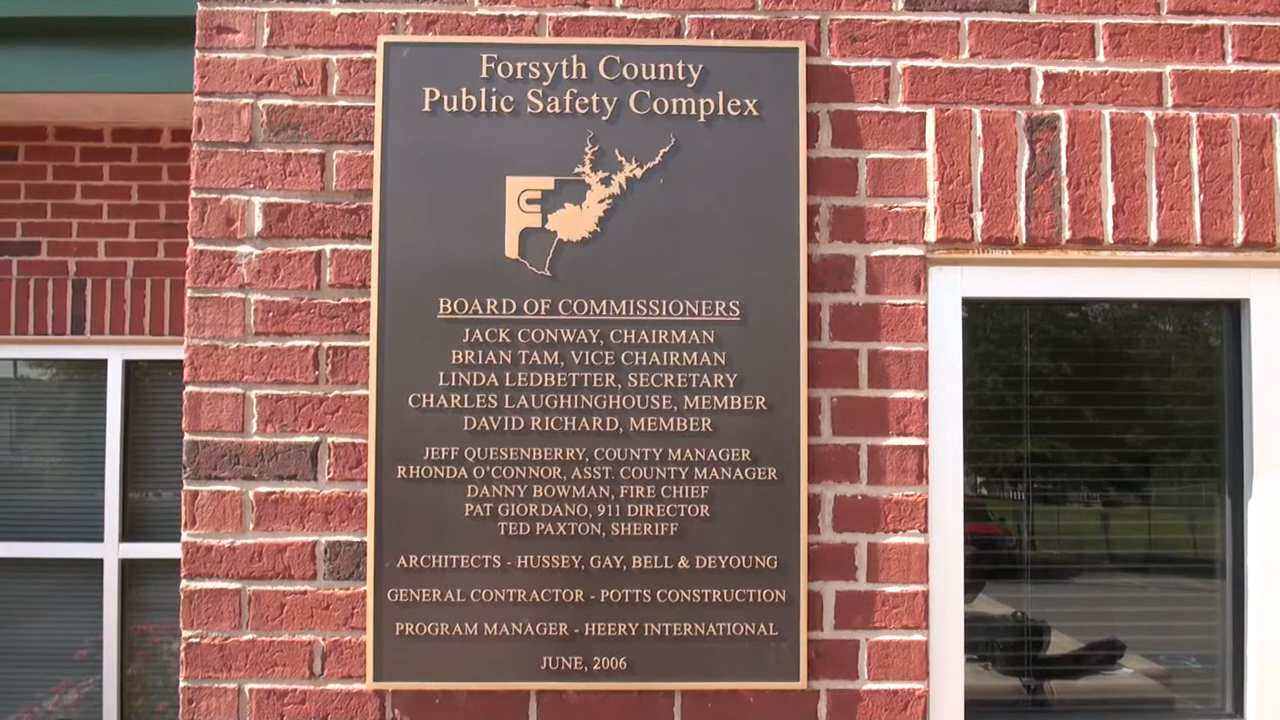 Forsyth County
Public Safety Complex
BOARD OF COMMISSIONERS
JACK CONWAY, CHAIRMAN
BRIAN TAM, VICE CHAIRMAN
LINDA LEDBETTER, SECRETARY
CHARLES LAUGHINGHOUSE, MEMBER
DAVID RICHARD, MEMBER
JEFF QUESENBERRY, COUNTY MANAGER
RHONDA O'CONNOR, ASST. COUNTY MANAGER
DANNY BOWMAN, FIRE CHIEF
PAT GIORDANO, 911 DIRECTOR
TED PAXTON, SHERIFF
ARCHITECTS - HUSSEY, GAY, BELL & DEYOUNG
GENERAL CONTRACTOR - POTTS CONSTRUCTION
PROGRAM MANAGER - HEERY INTERNATIONAL
JUNE, 2006